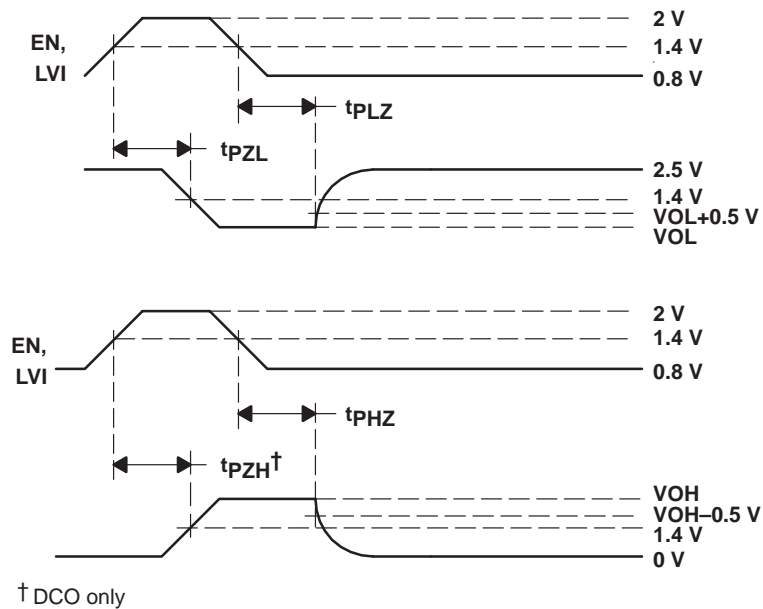 2 V
EN,
1.4 V
LVI
0.8 V
tPLZ
tPZL
2.5 V
1.4 V
VOL+0.5 V
VOL
2 V
EN,
1.4 V
LVI
0.8 V
tPHZ
tPZH†
VOH
VOH–0.5 V
1.4 V
0 V
† DCO only